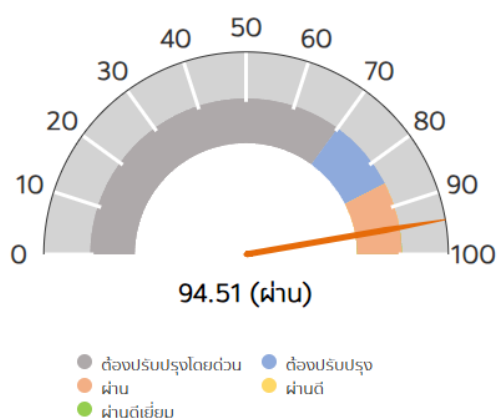 50
40
60
30
70
20
80
10
90
0
100
94.51 (ผ่าน)
ต้องปรับปรุงโดยด่วน
ต้องปรับปรุง
ผ่าน
ผ่านดี
ผ่านดีเยี่ยม